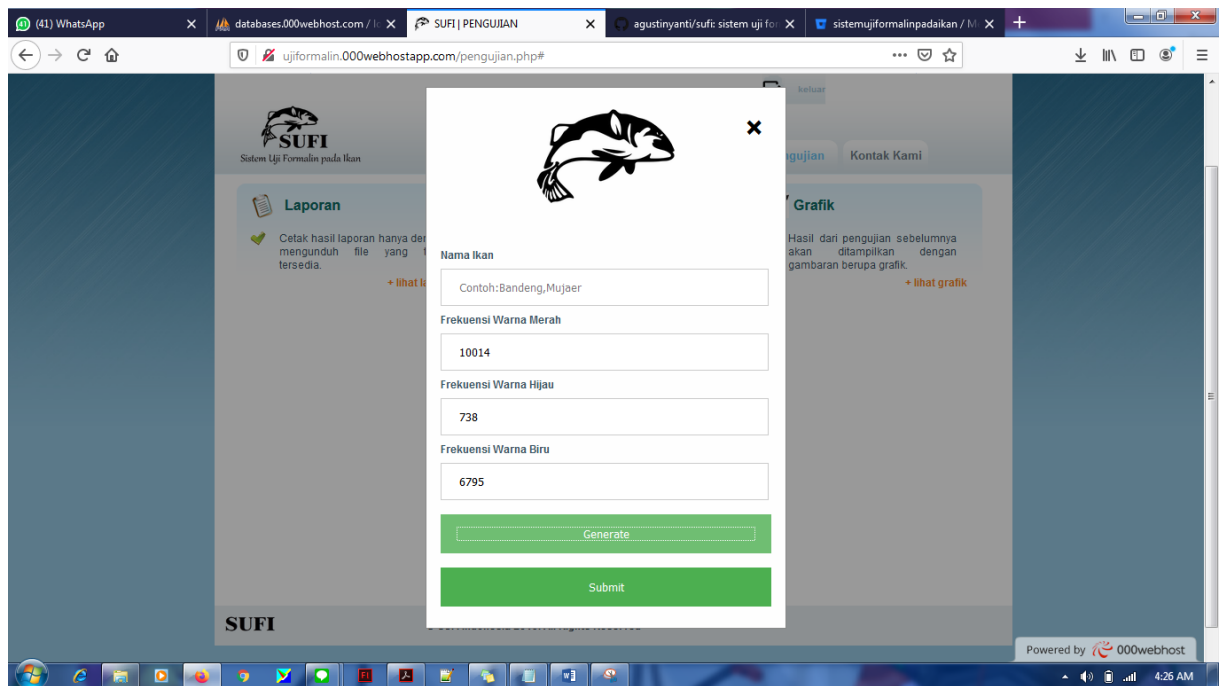 (41) WhatsApp
databases.000webhost.com / lc
SUFI | PENGUJIAN
agustinyanti/sufi: sistem uji for
sistemujiformalinpadaikan / M
ujiformalin.000webhostapp.com/pengujian.php#
keluar
SUFI
Sistem Uji Formalin pada Ikan
ngujian
Kontak Kami
Laporan
Cetak hasil laporan hanya der
mengunduh file yang
tersedia.
+ lihat la
Grafik
Hasil dari pengujian sebelumnya
akan ditampilkan dengan
gambaran berupa grafik.
+ lihat grafik
Nama Ikan
Contoh:Bandeng,Mujaer
Frekuensi Warna Merah
10014
Frekuensi Warna Hijau
738
Frekuensi Warna Biru
6795
Generate
Submit
SUFI
Powered by 000webhost
4:26 AM